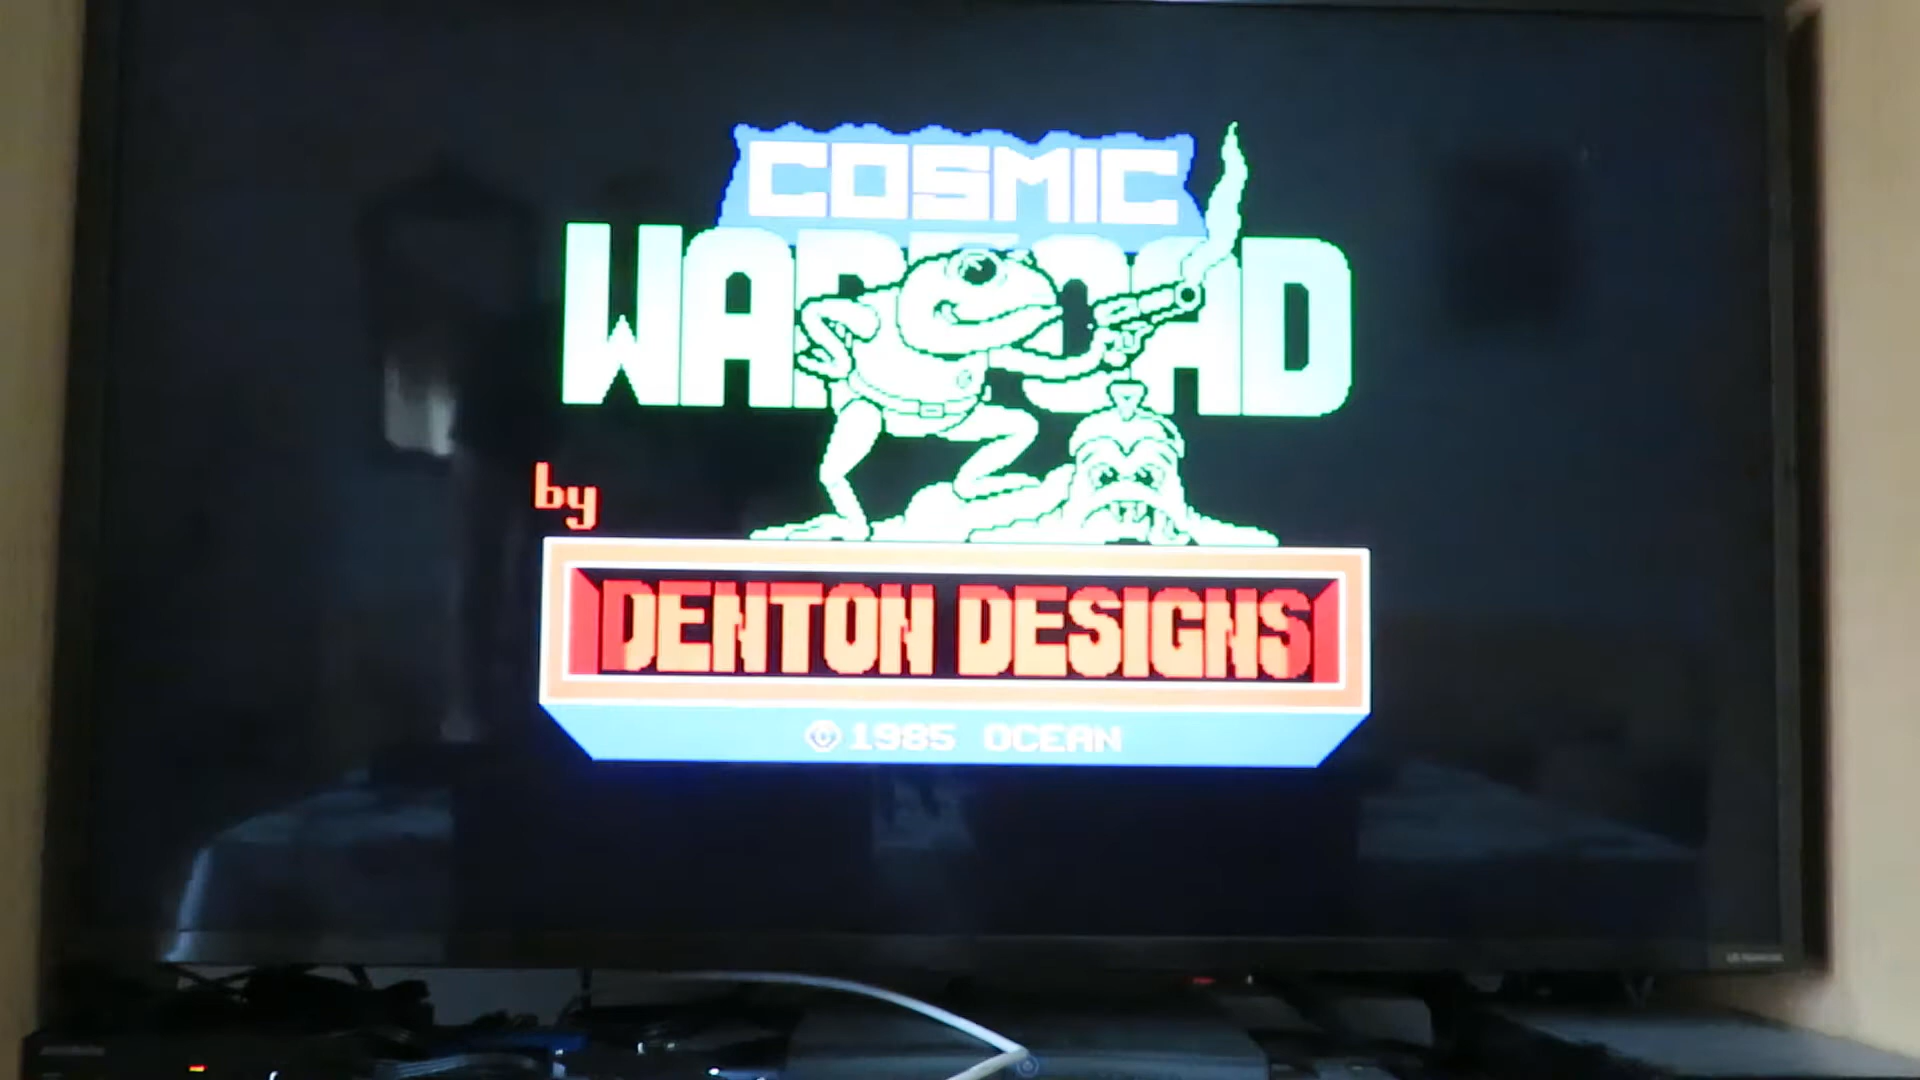 COSMIC
WARTOAD
by
DENTON DESIGNS
© 1985 OCEAN